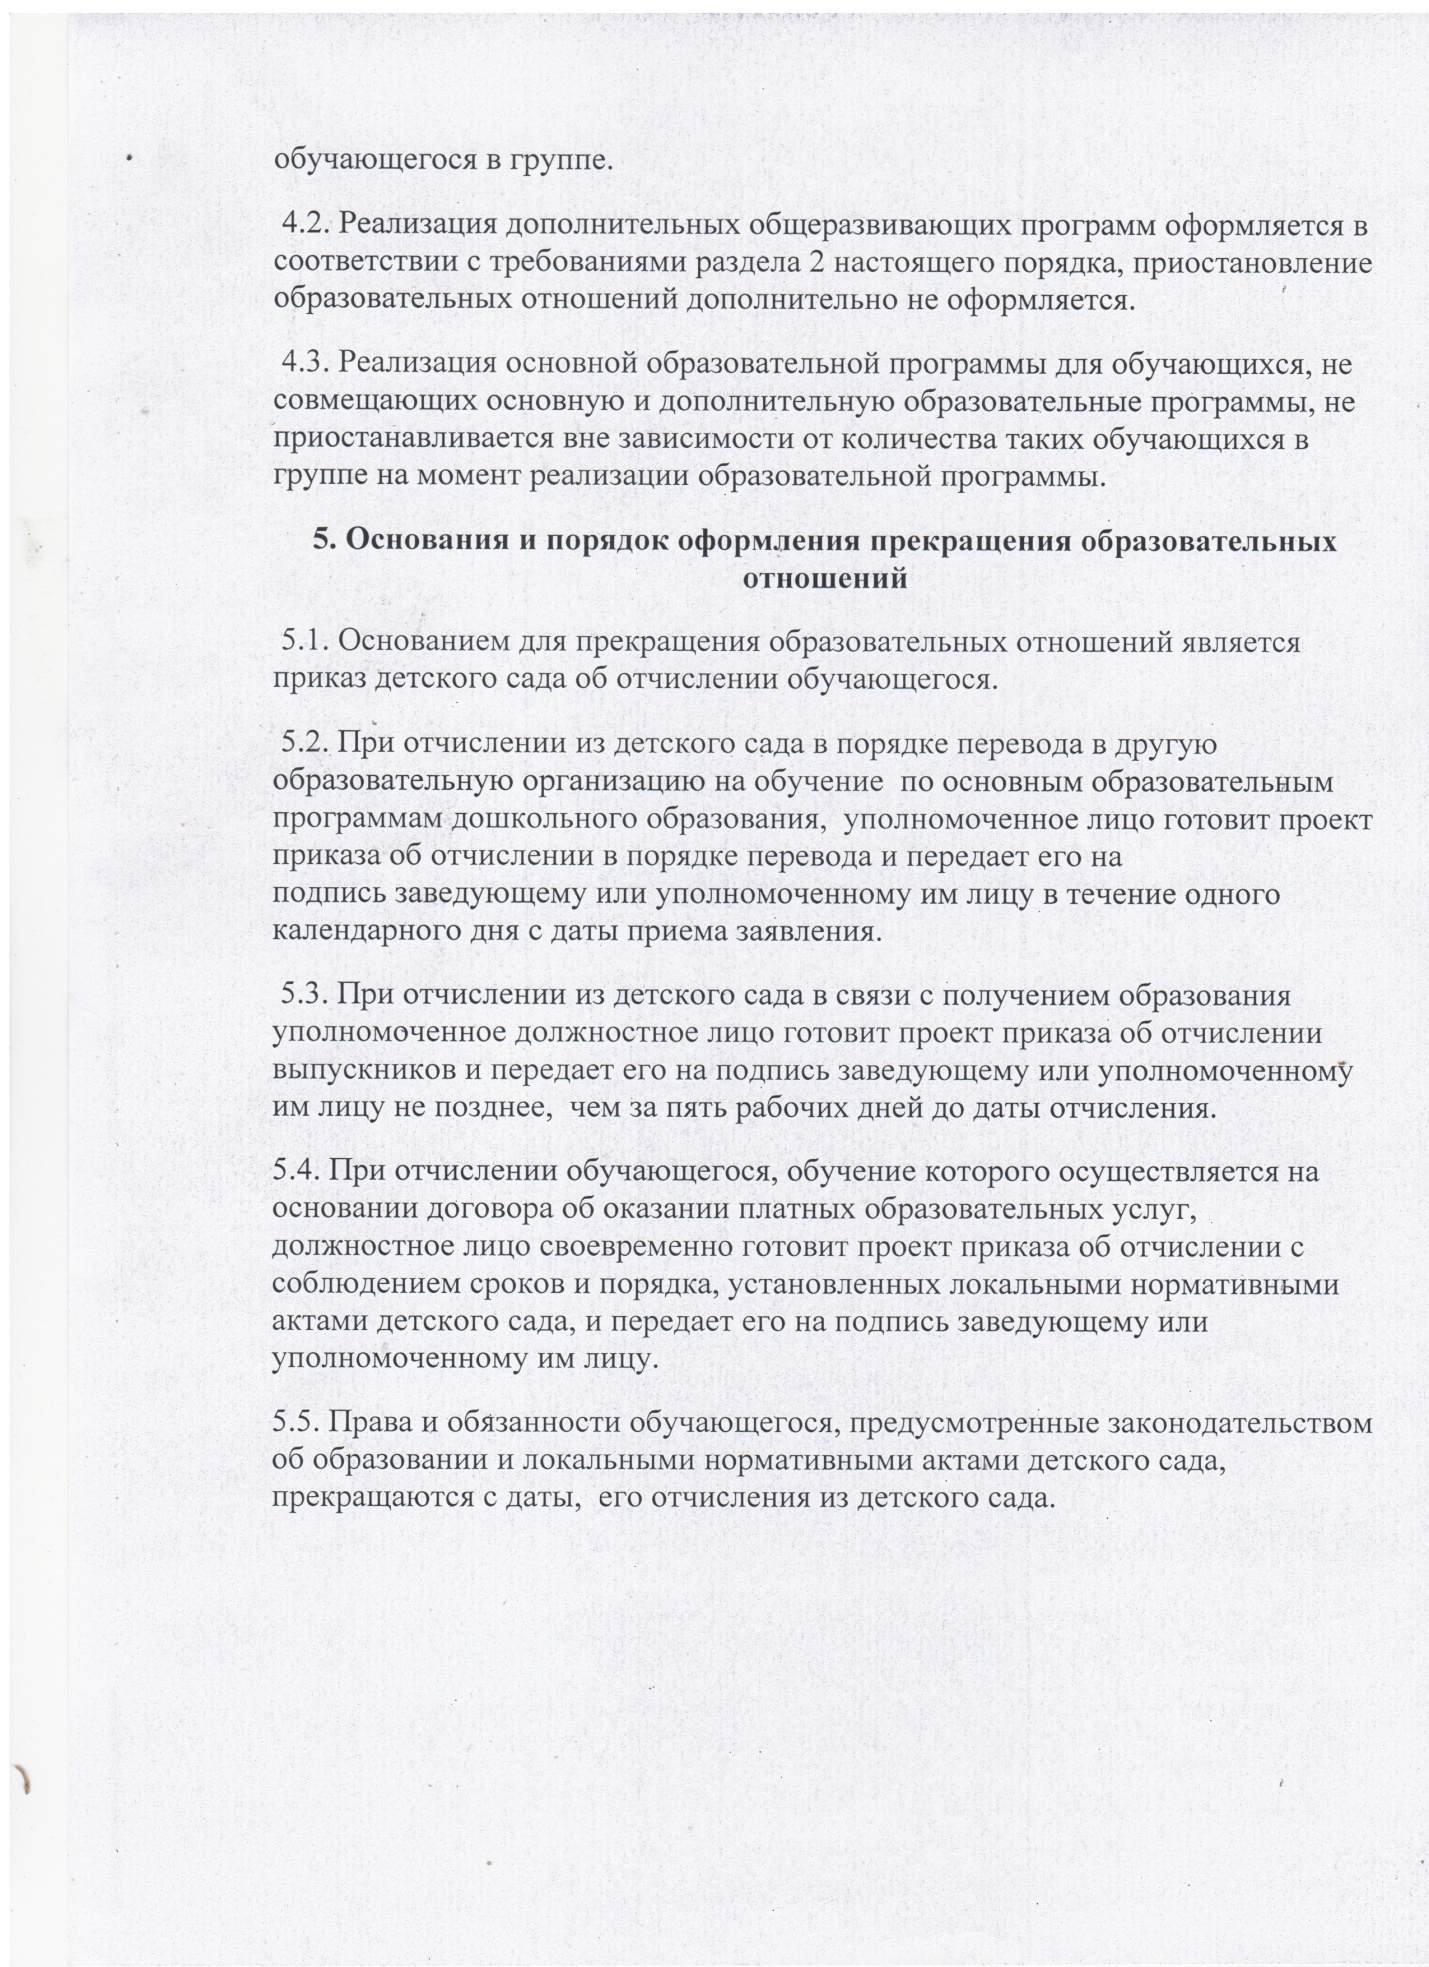 обучающегося в группе.
4.2. Реализация дополнительных общеразвивающих программ оформляется в
соответствии с требованиями раздела 2 настоящего порядка, приостановление
образовательных отношений дополнительно не оформляется.
4.3. Реализация основной образовательной программы для обучающихся, не
совмещающих основную и дополнительную образовательные программы, не
приостанавливается вне зависимости от количества таких обучающихся в
группе на момент реализации образовательной программы.
5. Основания и порядок оформления прекращения образовательных
отношений
5.1. Основанием для прекращения образовательных отношений является
приказ детского сада об отчислении обучающегося.
5.2. При отчислении из детского сада в порядке перевода в другую
образовательную организацию на обучение  по основным образовательным
программам дошкольного образования,  уполномоченное лицо готовит проект
приказа об отчислении в порядке перевода и передает его на
подпись заведующему или уполномоченному им лицу в течение одного
календарного дня с даты приема заявления.
5.3. При отчислении из детского сада в связи с получением образования
уполномоченное должностное лицо готовит проект приказа об отчислении
выпускников и передает его на подпись заведующему или уполномоченному
им лицу не позднее,  чем за пять рабочих дней до даты отчисления.
5.4. При отчислении обучающегося, обучение которого осуществляется на
основании договора об оказании платных образовательных услуг,
должностное лицо своевременно готовит проект приказа об отчислении с
соблюдением сроков и порядка, установленных локальными нормативными
актами детского сада, и передает его на подпись заведующему или
уполномоченному им лицу.
5.5. Права и обязанности обучающегося, предусмотренные законодательством
об образовании и локальными нормативными актами детского сада,
прекращаются с даты,  его отчисления из детского сада.